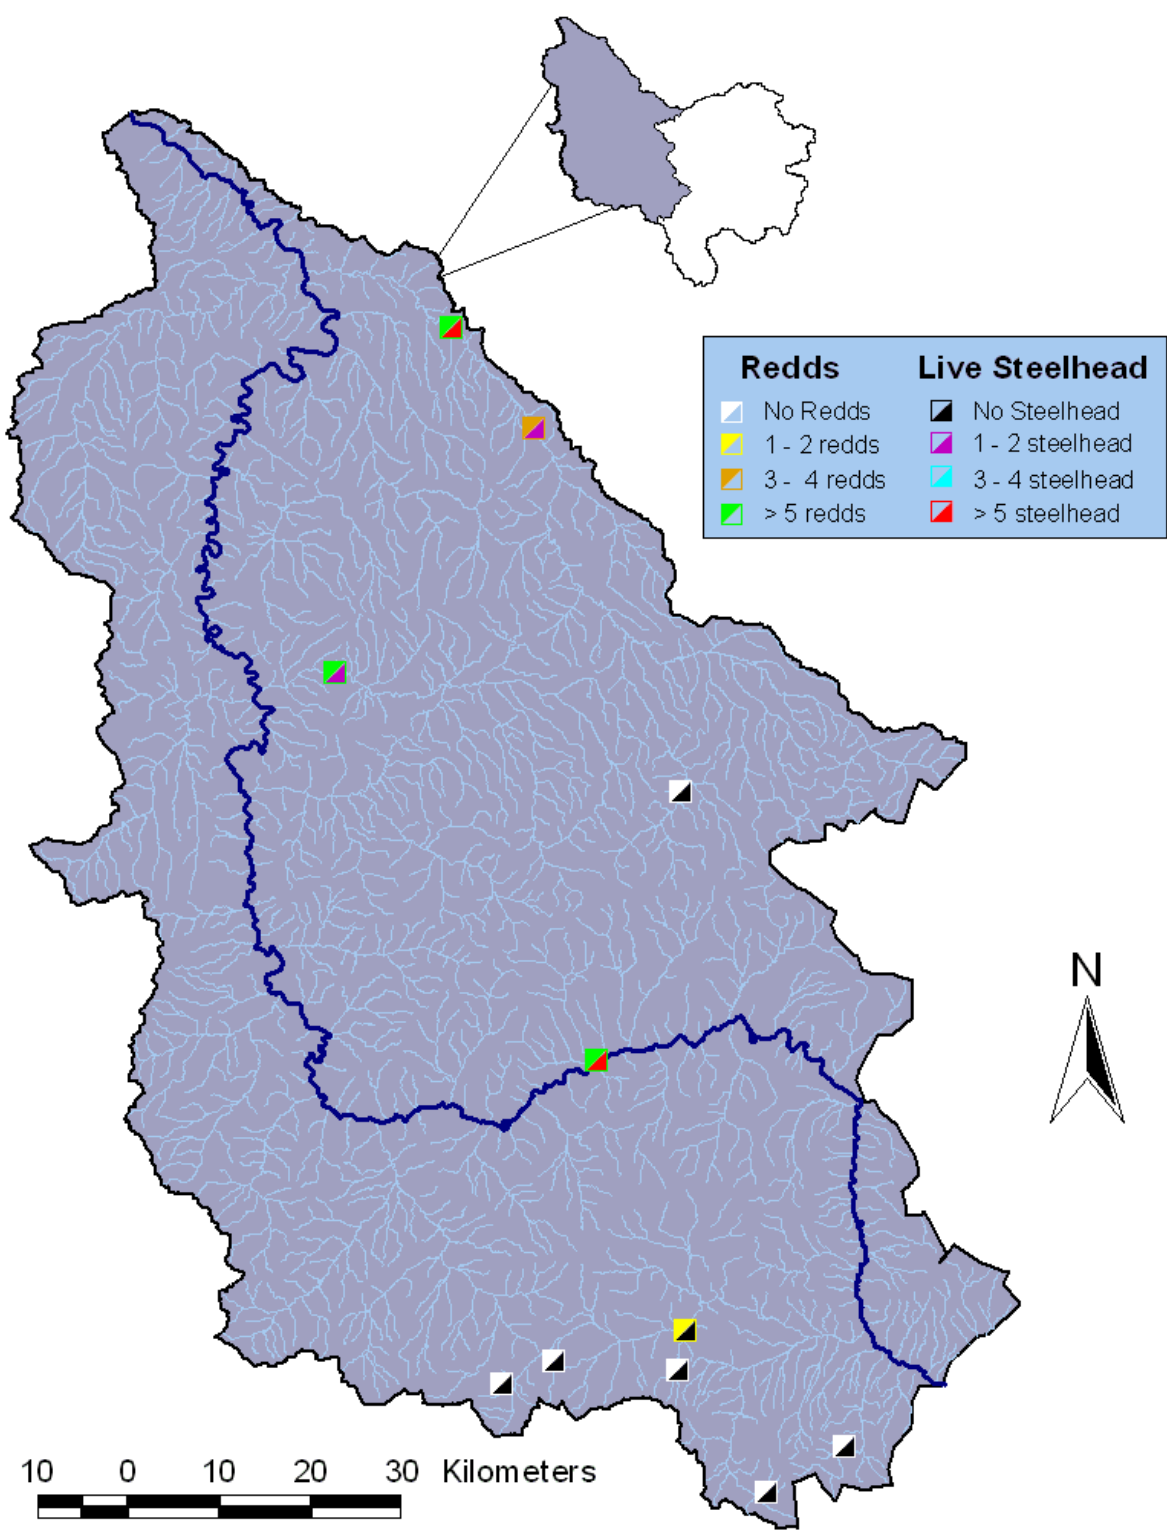 Redds Live Steelhead
No Redds No Steelhead
1 - 2 redds 1 - 2 steelhead
3 - 4 redds 3 - 4 steelhead
> 5 redds > 5 steelhead
N
10 0 10 20 30 Kilometers